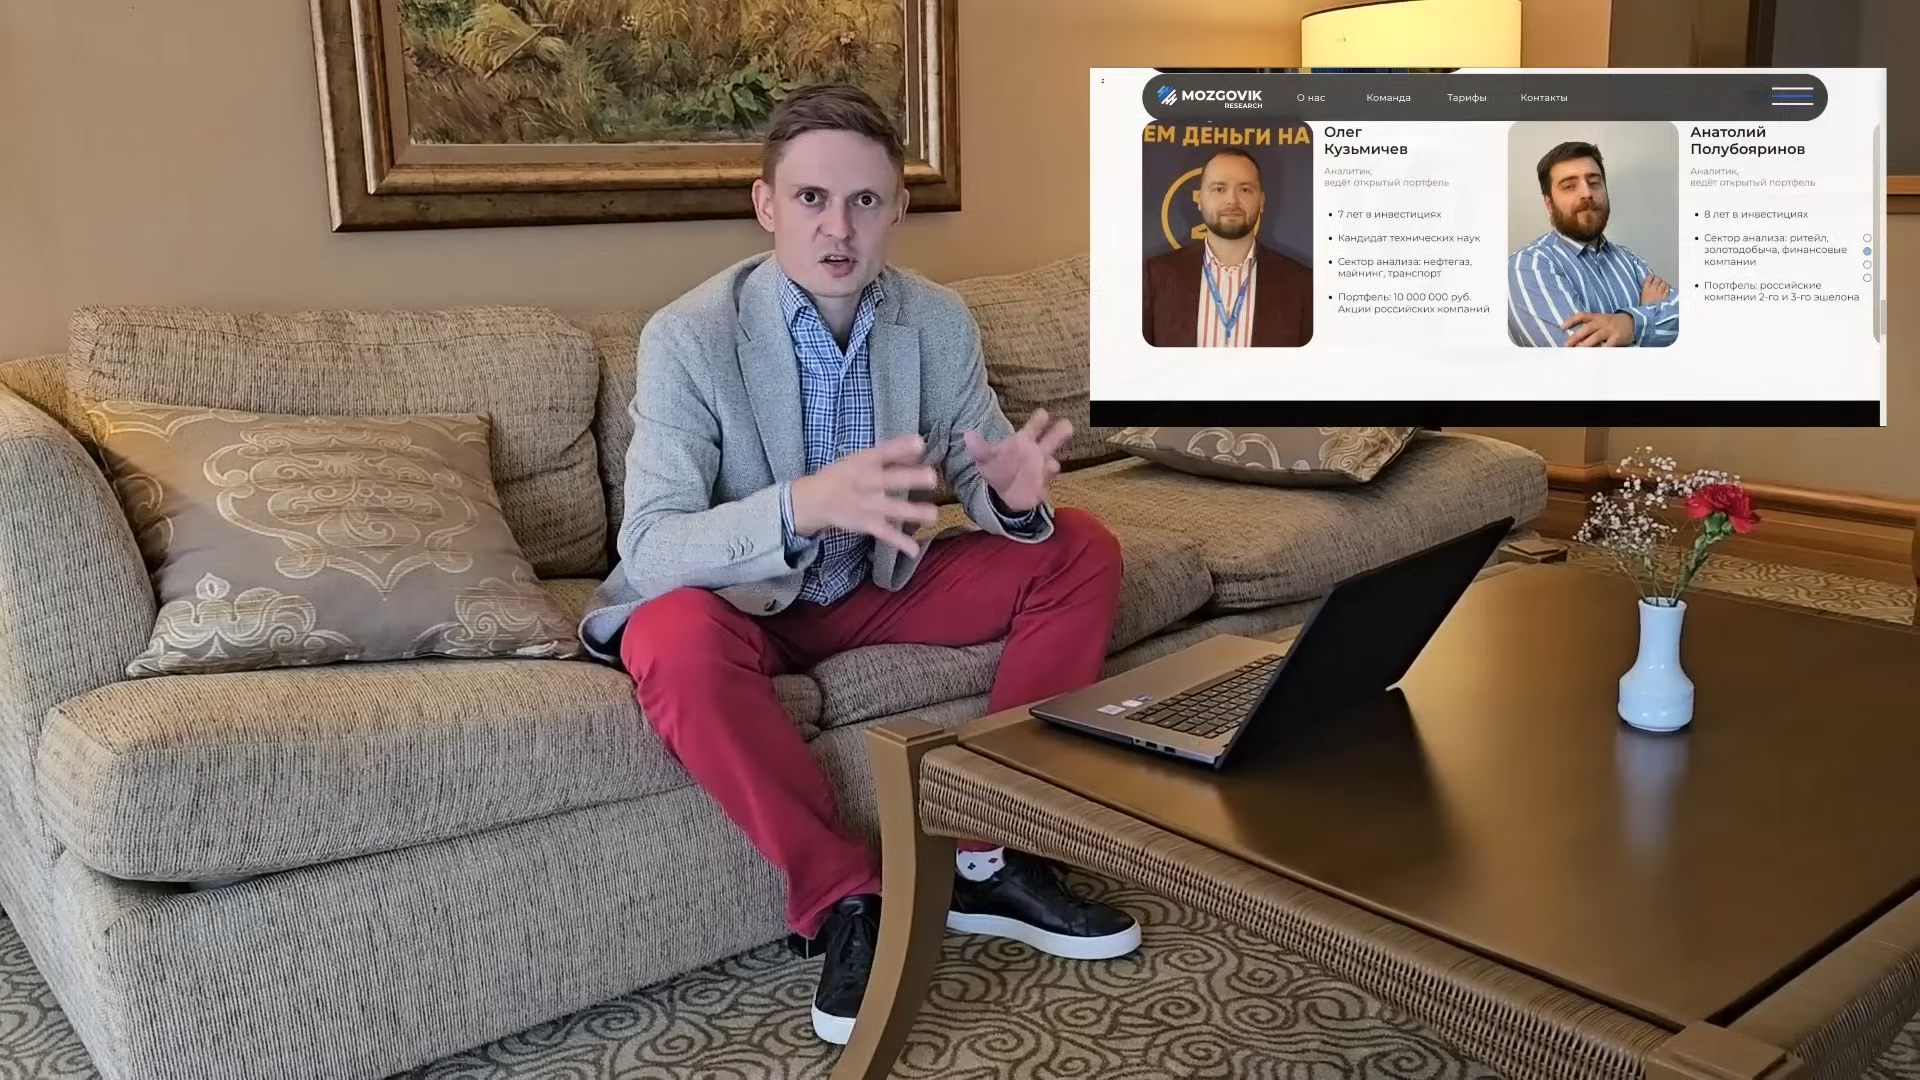 MOZGOVIK
RESEARCH
О нас
Команда
Тарифы
Контакты
ЕМ ДЕНЬГИ НА
Олег
Кузьмичев
Аналитик,
ведёт открытый портфель
7 лет в инвестициях
Кандидат технических наук
Сектор анализа: нефтегаз,
майнинг, транспорт
Портфель: 10 000 000 руб.
Акции российских компаний
Анатолий
Полубояринов
Аналитик,
ведёт открытый портфель
8 лет в инвестициях
Сектор анализа: ритейл,
золотодобыча, финансовые
компании
Портфель: российские
компании 2-го и 3-го эшелона